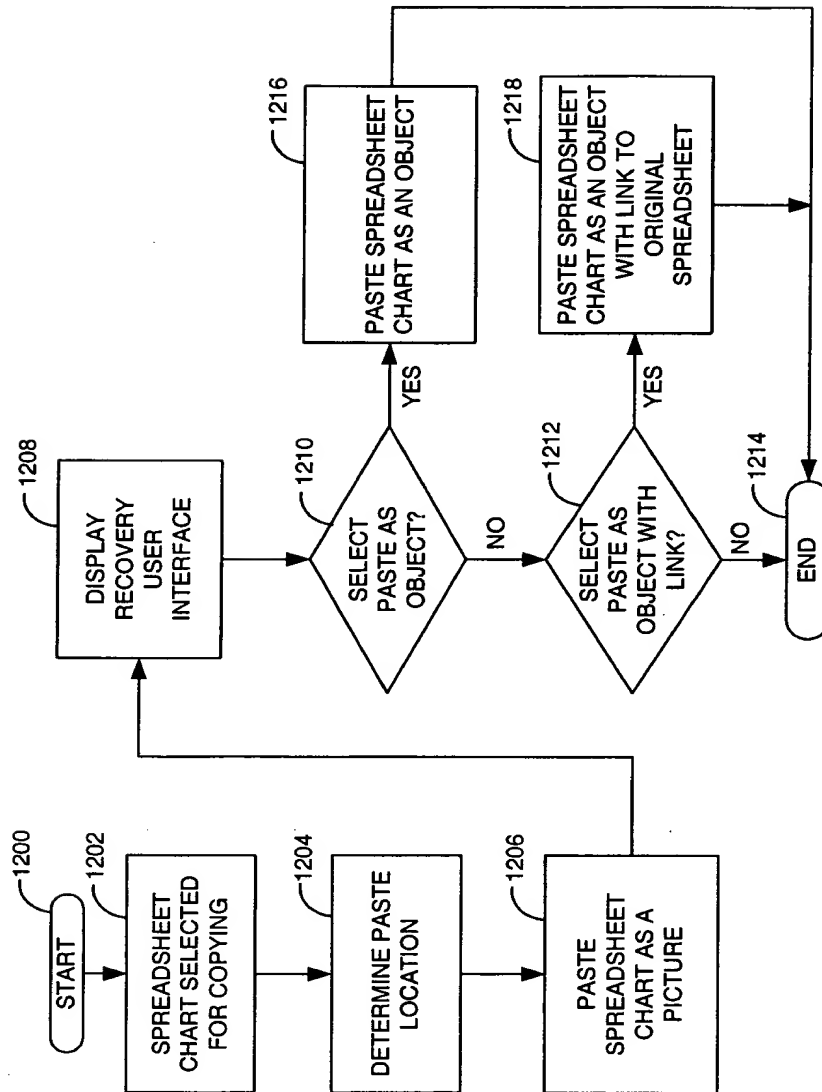 START
1200
SPREADSHEET
CHART SELECTED
FOR COPYING
1202
DETERMINE PASTE
LOCATION
1204
PASTE
SPREADSHEET
CHART AS A
PICTURE
1206
DISPLAY
RECOVERY
USER
INTERFACE
1208
SELECT
PASTE AS
OBJECT?
1210
YES
NO
PASTE SPREADSHEET
CHART AS AN OBJECT
1216
SELECT
PASTE AS
OBJECT WITH
LINK?
1212
YES
NO
PASTE SPREADSHEET
CHART AS AN OBJECT
WITH LINK TO
ORIGINAL
SPREADSHEET
1218
END
1214